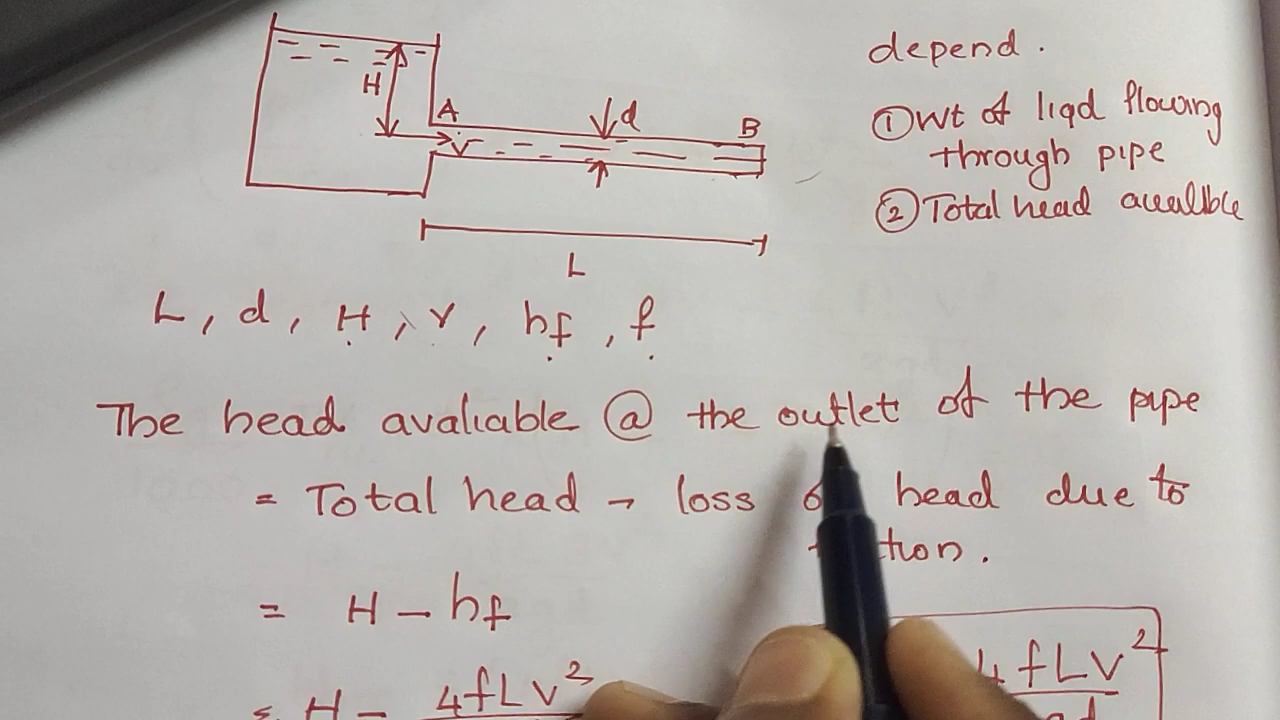 depend.
H
A
d
B
V
① Wt of liqd flowing
through pipe
② Total head
L
L, d, H, V, hf, f
The head avaliable @ the outlet of the pipe
= Total head - loss head due to
= H - hf
H - 4fLV²
4fLV²
d